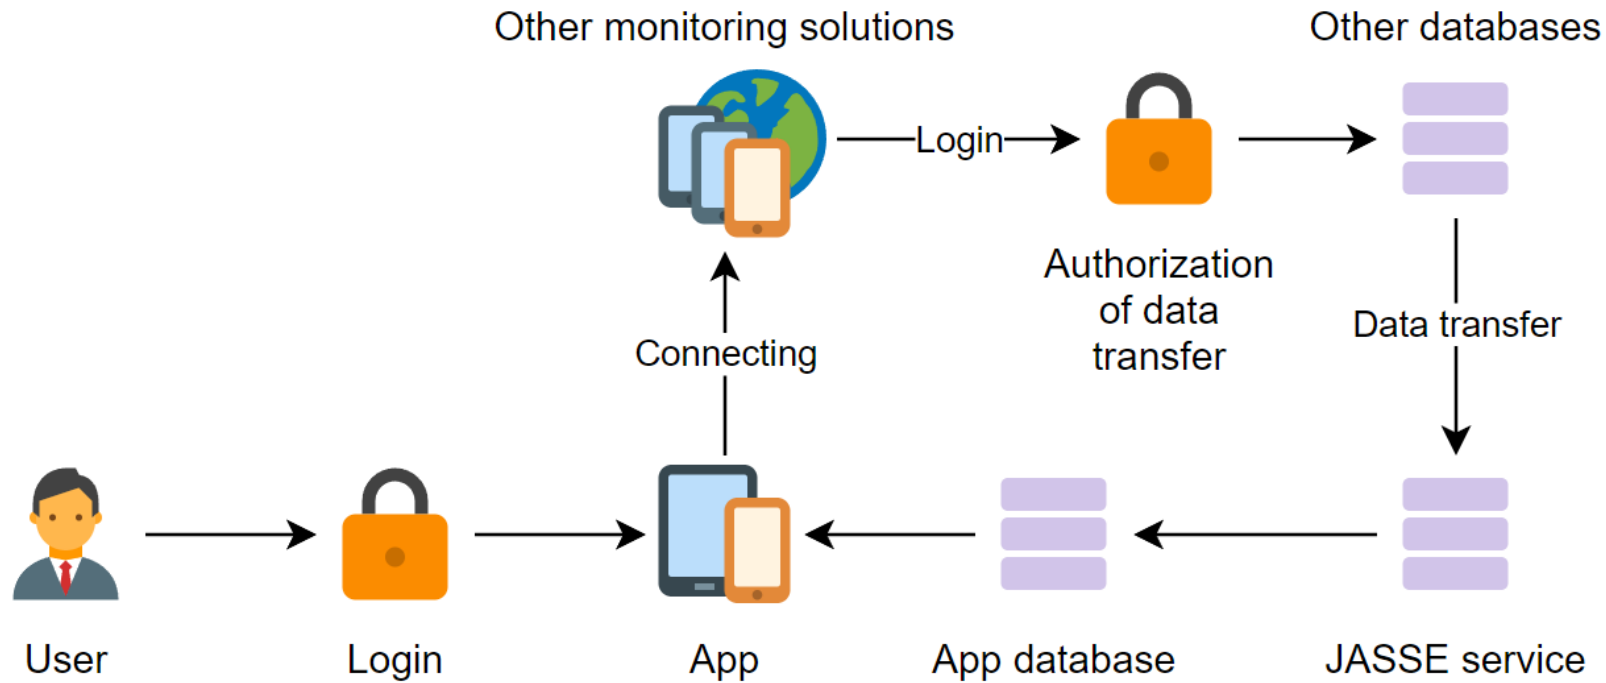 Other monitoring solutions
Other databases
Login
Authorization
of data
transfer
Data transfer
Connecting
User
Login
App
App database
JASSE service